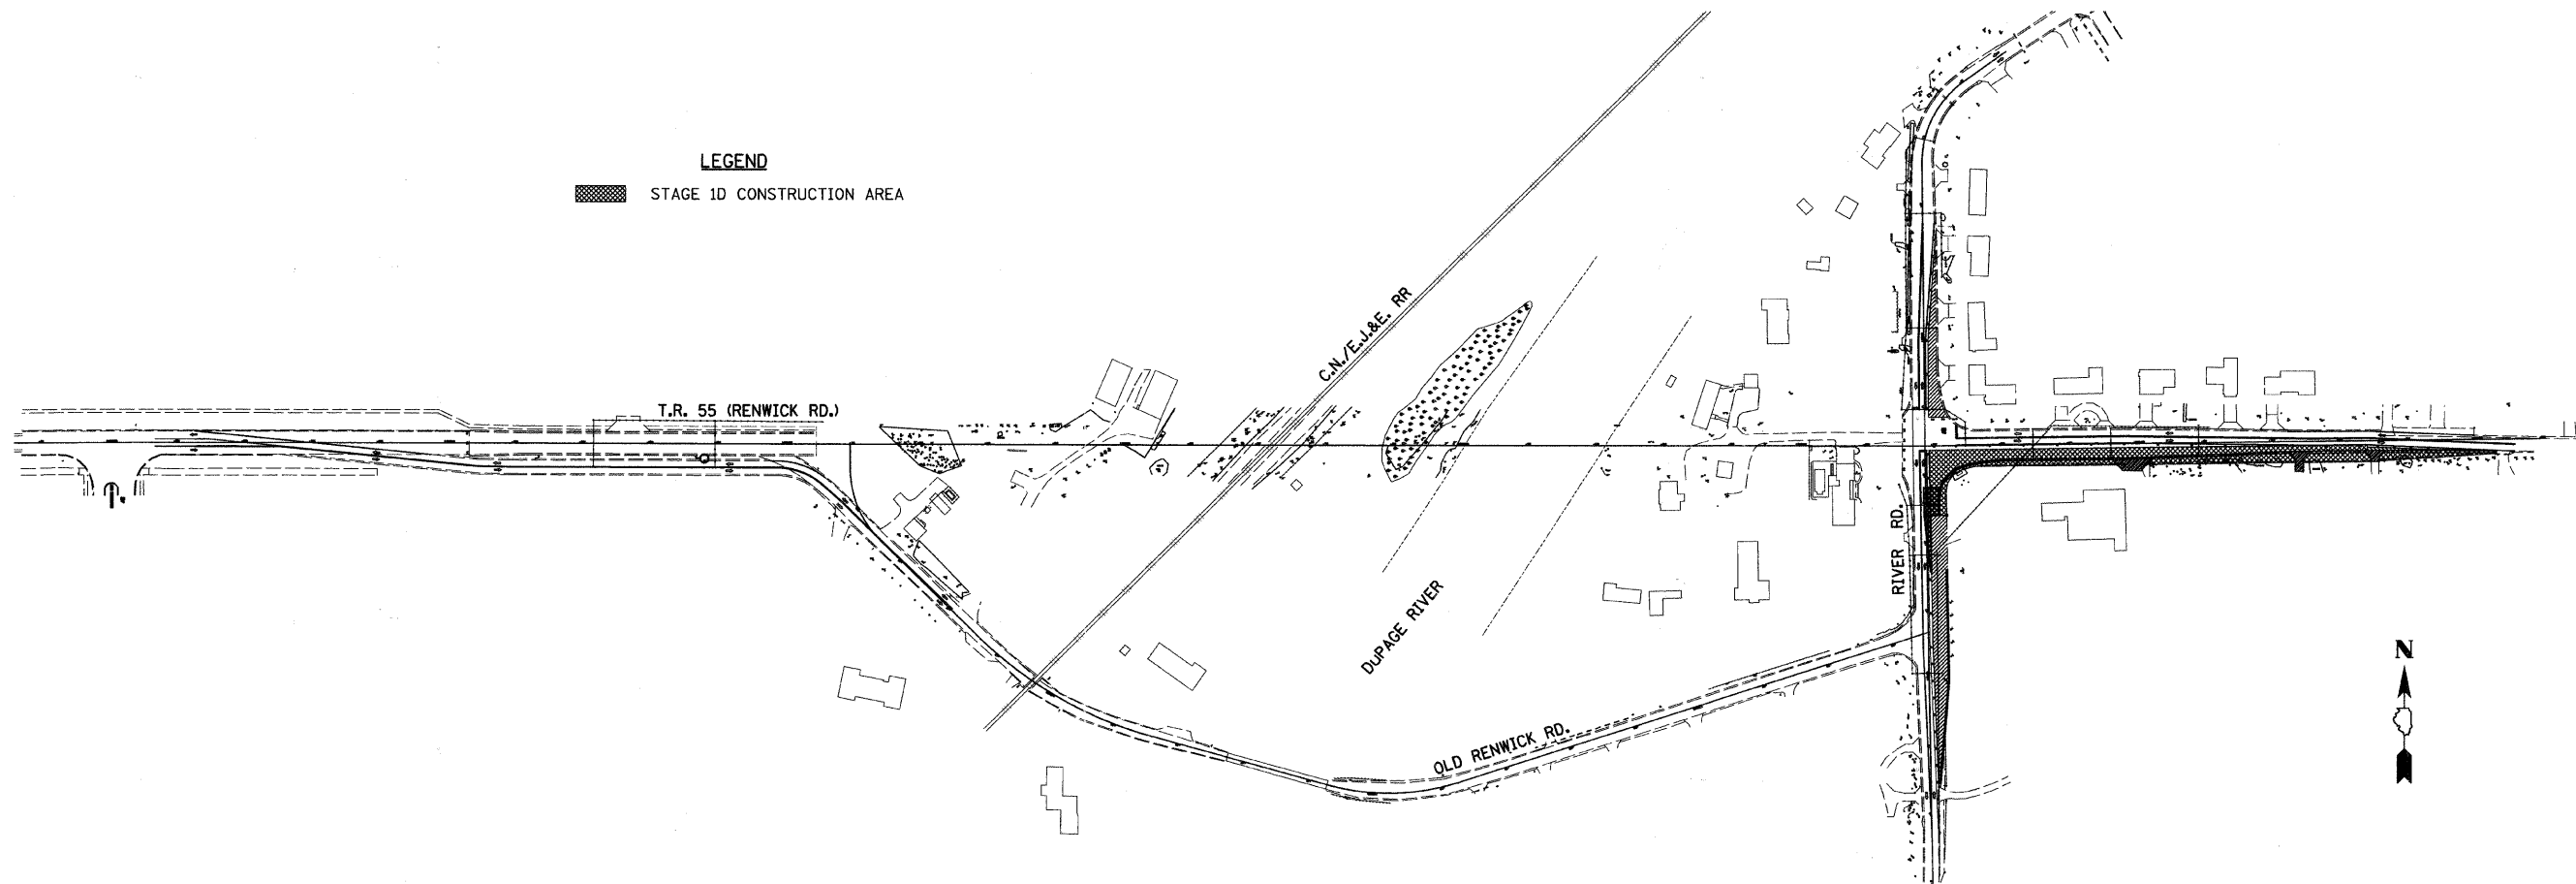 LEGEND
STAGE 1D CONSTRUCTION AREA
C.N./E.J.&E. RR
T.R. 55 (RENWICK RD.)
RIVER RD.
DuPAGE RIVER
OLD RENWICK RD.
N